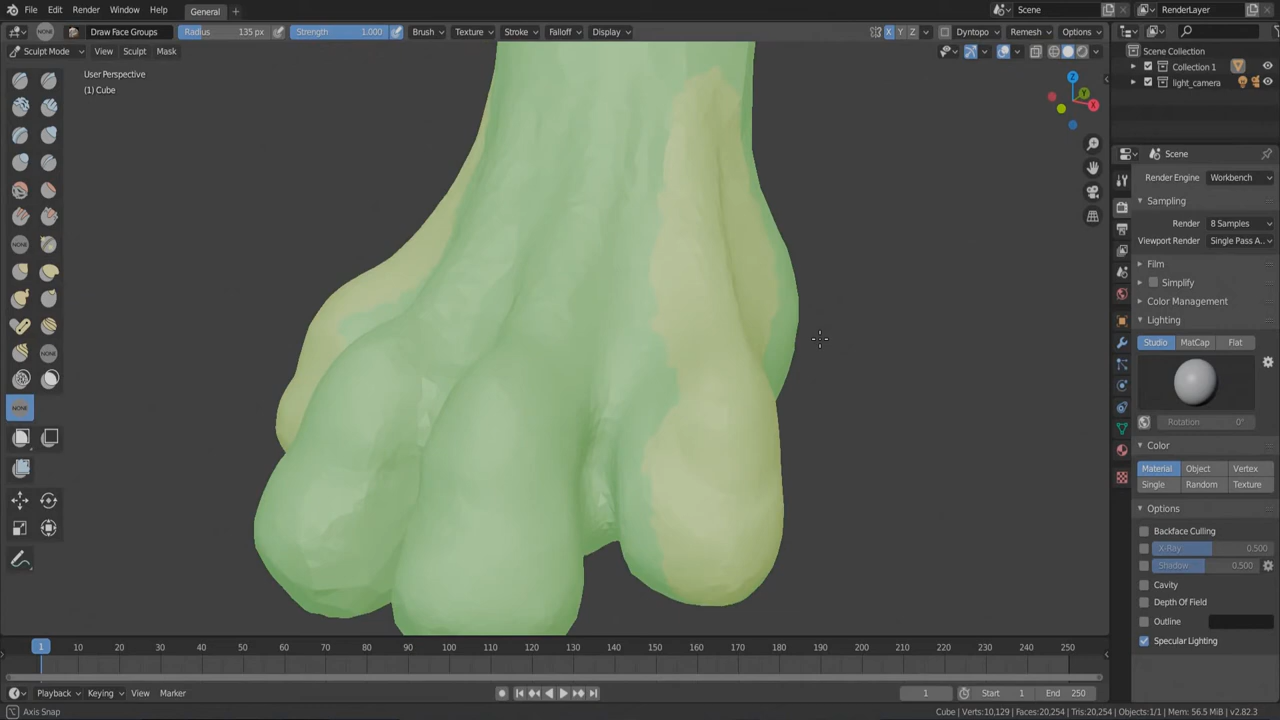 File Edit Render Window Help General + Scene RenderLayer
Draw Face Groups Radius 135 px Strength 1.000 Brush Texture Stroke Falloff Display X Y Z Dyntopo Remesh Options
Sculpt Mode View Sculpt Mask
Scene Collection
Collection 1
light_camera
User Perspective
(1) Cube
Z
Y
X
Scene
Render Engine Workbench
Sampling
Render 8 Samples
Viewport Render Single Pass A..
Film
Simplify
Color Management
Lighting
Studio MatCap Flat
Rotation 0°
Color
Material Object Vertex
Single Random Texture
Options
Backface Culling
X-Ray 0.500
Shadow 0.500
Cavity
Depth Of Field
Outline
Specular Lighting
NONE
NONE
NONE
NONE
1 10 20 30 40 50 60 70 80 90 100 110 120 130 140 150 160 170 180 190 200 210 220 230 240 250
Playback Keying View Marker 1 Start 1 End 250
Axis Snap Cube | Verts:10,129 | Faces:20,254 | Tris:20,254 | Objects:1/1 | Mem: 56.5 MiB | v2.82.3